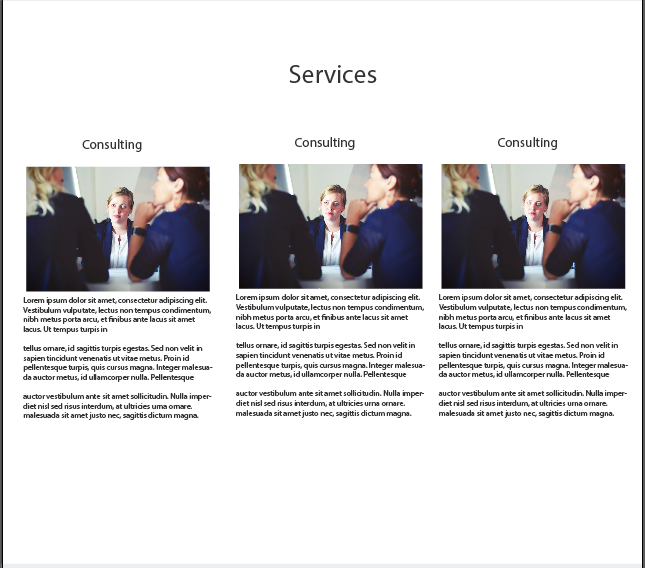 Services
Consulting
Lorem ipsum dolor sit amet, consectetur adipiscing elit.
Vestibulum vulputate, lectus non tempus condimentum,
nibh metus porta arcu, et finibus ante lacus sit amet
lacus. Ut tempus turpis in
tellus ornare, id sagittis turpis egestas. Sed non velit in
sapien tincidunt venenatis ut vitae metus. Proin id
pellentesque turpis, quis cursus magna. Integer malesua-
da auctor metus, id ullamcorper nulla. Pellentesque
auctor vestibulum ante sit amet sollicitudin. Nulla imper-
diet nisl sed risus interdum, at ultricies urna ornare.
malesuada sit amet justo nec, sagittis dictum magna.
Consulting
Lorem ipsum dolor sit amet, consectetur adipiscing elit.
Vestibulum vulputate, lectus non tempus condimentum,
nibh metus porta arcu, et finibus ante lacus sit amet
lacus. Ut tempus turpis in
tellus ornare, id sagittis turpis egestas. Sed non velit in
sapien tincidunt venenatis ut vitae metus. Proin id
pellentesque turpis, quis cursus magna. Integer malesua-
da auctor metus, id ullamcorper nulla. Pellentesque
auctor vestibulum ante sit amet sollicitudin. Nulla imper-
diet nisl sed risus interdum, at ultricies urna ornare.
malesuada sit amet justo nec, sagittis dictum magna.
Consulting
Lorem ipsum dolor sit amet, consectetur adipiscing elit.
Vestibulum vulputate, lectus non tempus condimentum,
nibh metus porta arcu, et finibus ante lacus sit amet
lacus. Ut tempus turpis in
tellus ornare, id sagittis turpis egestas. Sed non velit in
sapien tincidunt venenatis ut vitae metus. Proin id
pellentesque turpis, quis cursus magna. Integer malesua-
da auctor metus, id ullamcorper nulla. Pellentesque
auctor vestibulum ante sit amet sollicitudin. Nulla imper-
diet nisl sed risus interdum, at ultricies urna ornare.
malesuada sit amet justo nec, sagittis dictum magna.